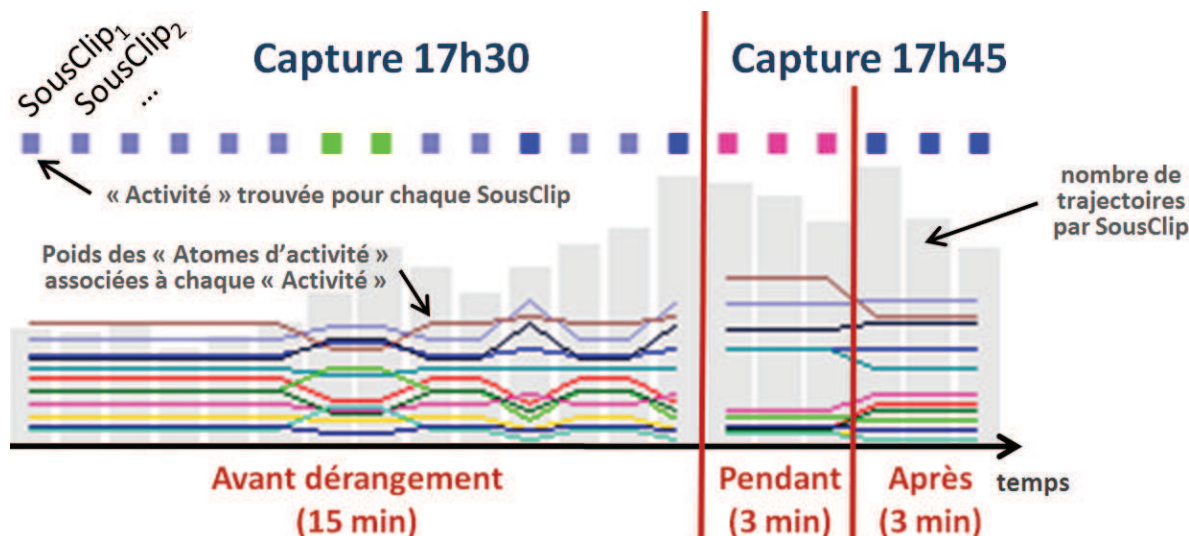 SousClip1
SousClip2
...
Capture 17h30
Capture 17h45
« Activité » trouvée pour chaque SousClip
nombre de
trajectoires
par SousClip
Poids des « Atomes d'activité »
associées à chaque « Activité »
Avant dérangement
(15 min)
Pendant
(3 min)
Après
(3 min)
temps